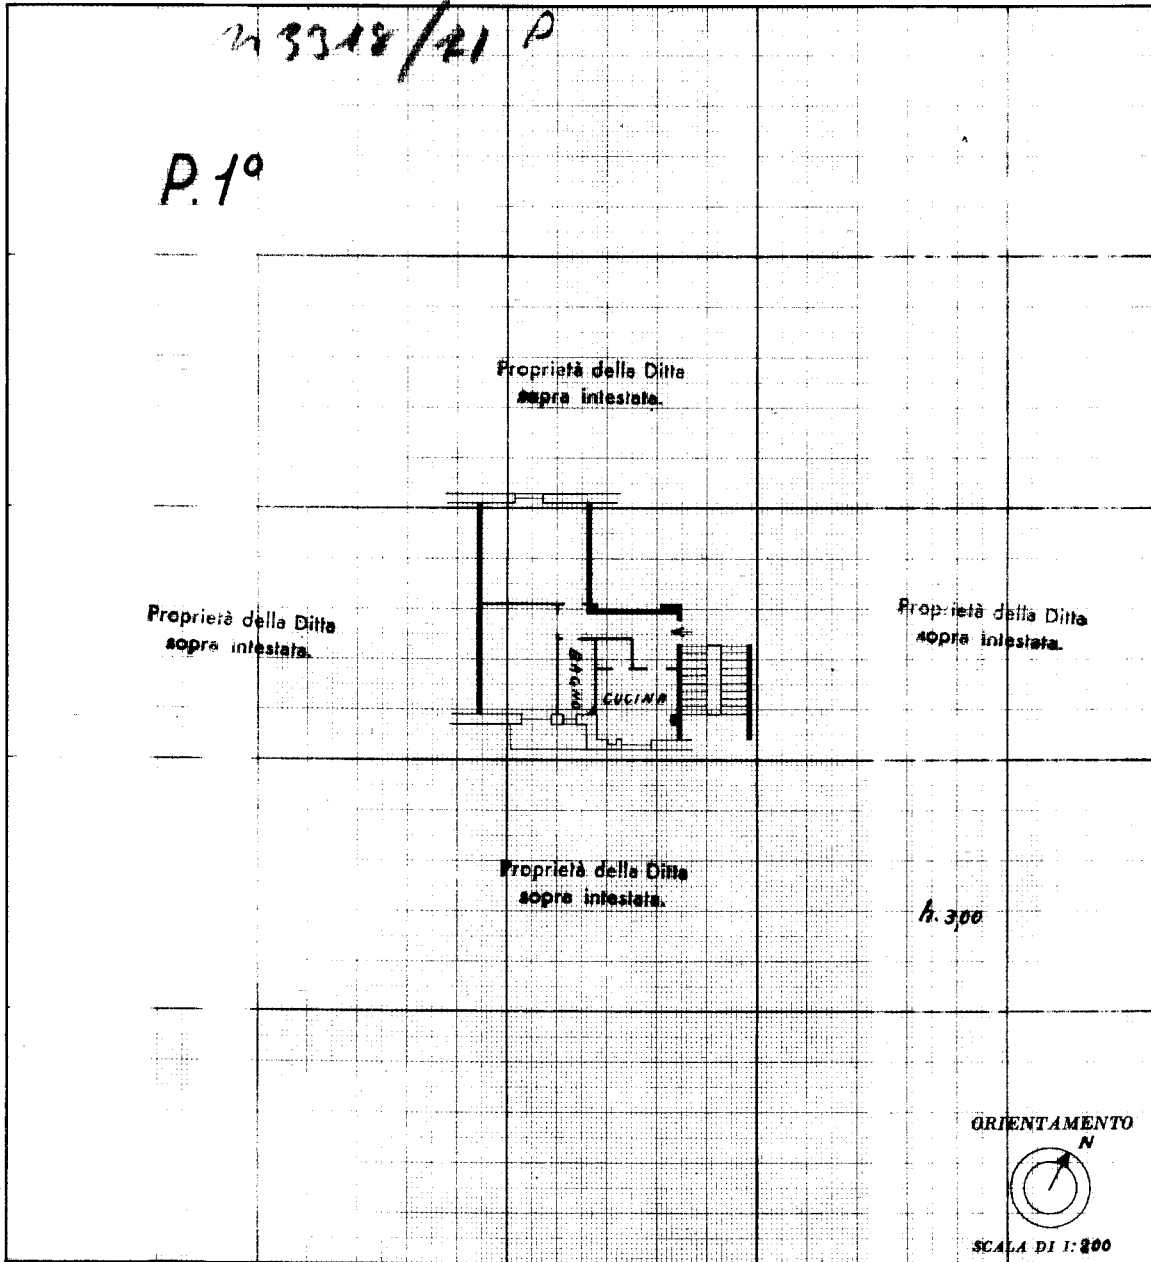 n 3318/21 P
P. 1º
Proprietà della Ditta
sopra intestata.
Proprietà della Ditta
sopra intestata.
Proprietà della Ditta
sopra intestata.
BAGNO
CUCINA
Proprietà della Ditta
sopra intestata.
h. 3,00
ORIENTAMENTO
N
SCALA DI 1:200